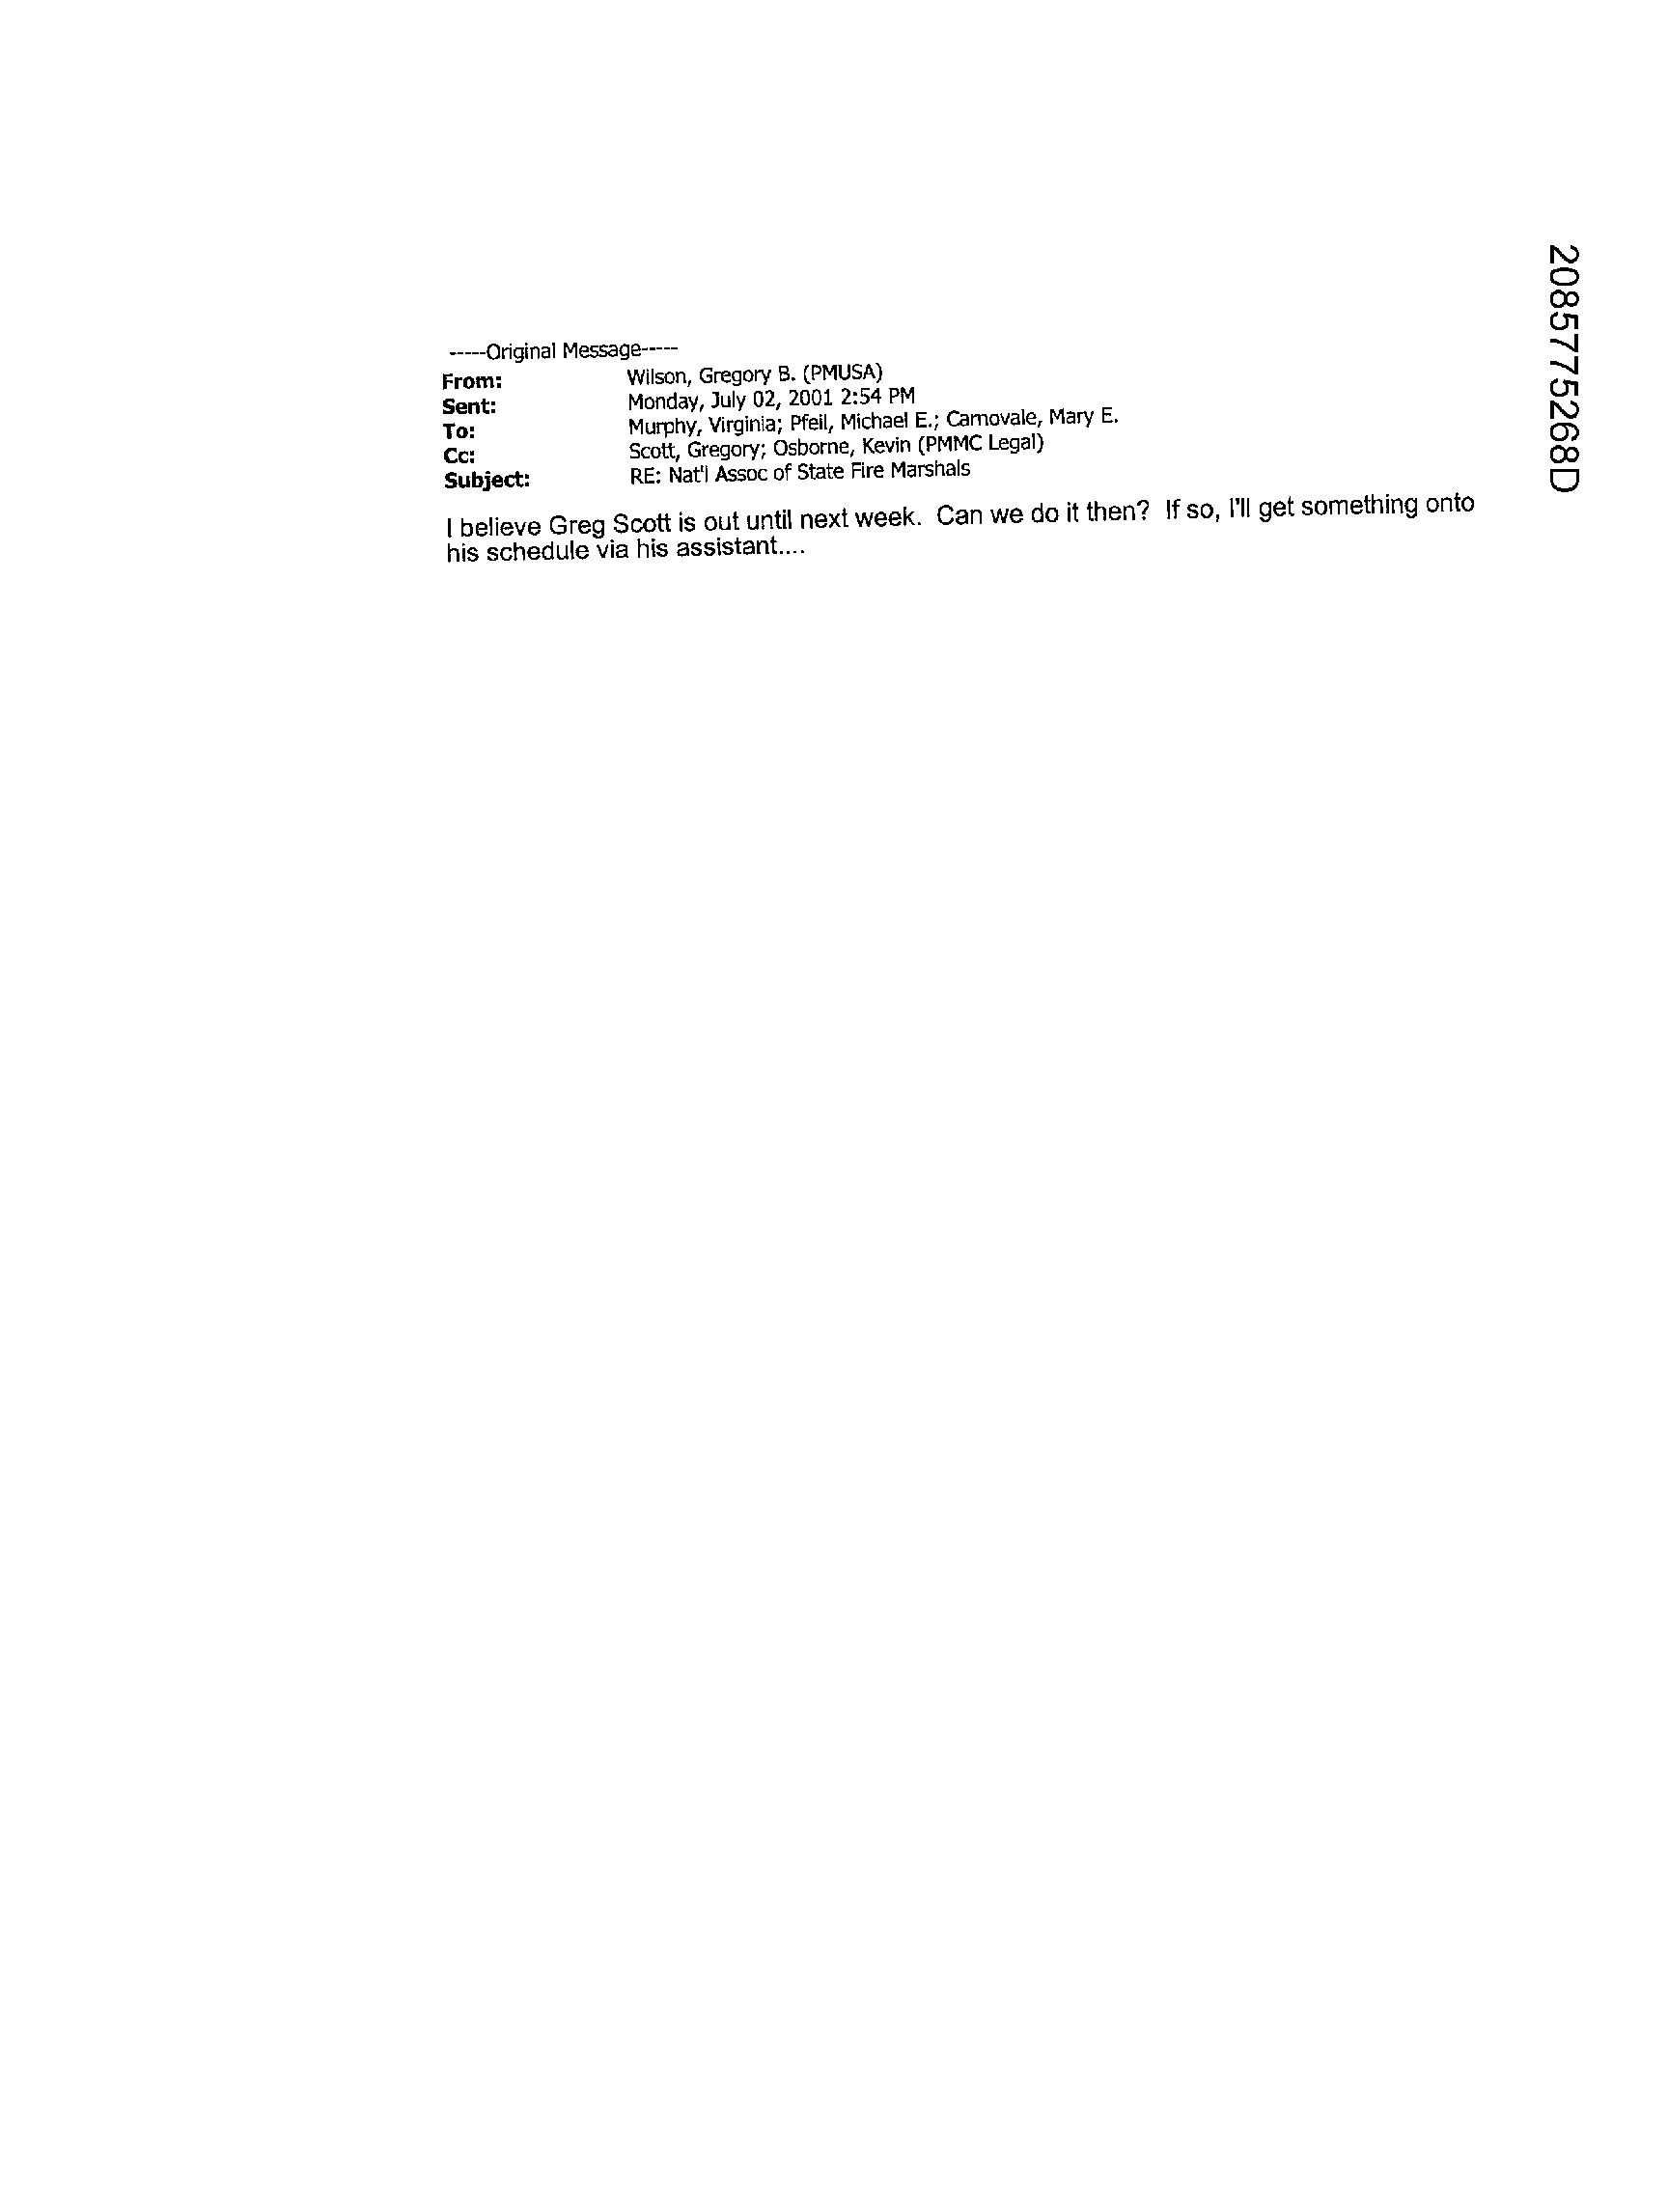 -----Original Message-----
From: Wilson, Gregory B. (PMUSA)
Sent: Monday, July 02, 2001 2:54 PM
To: Murphy, Virginia; Pfeil, Michael E.; Carnovale, Mary E.
Cc: Scott, Gregory; Osborne, Kevin (PMMC Legal)
Subject: RE: Nat'l Assoc of State Fire Marshals
I believe Greg Scott is out until next week. Can we do it then? If so, I'll get something onto
his schedule via his assistant....
2085775268D